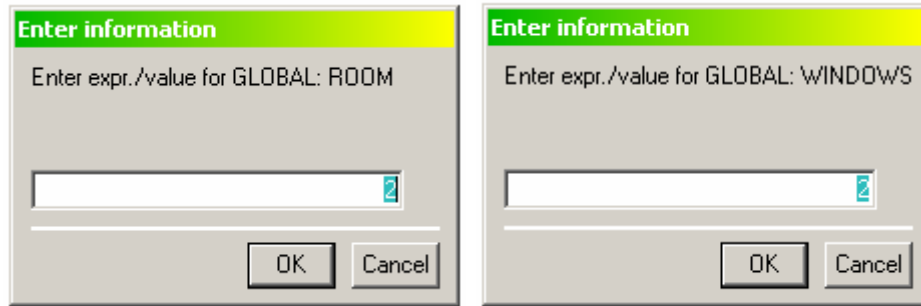 Enter information
Enter expr./value for GLOBAL: ROOM
2
OK Cancel
Enter information
Enter expr./value for GLOBAL: WINDOWS
2
OK Cancel